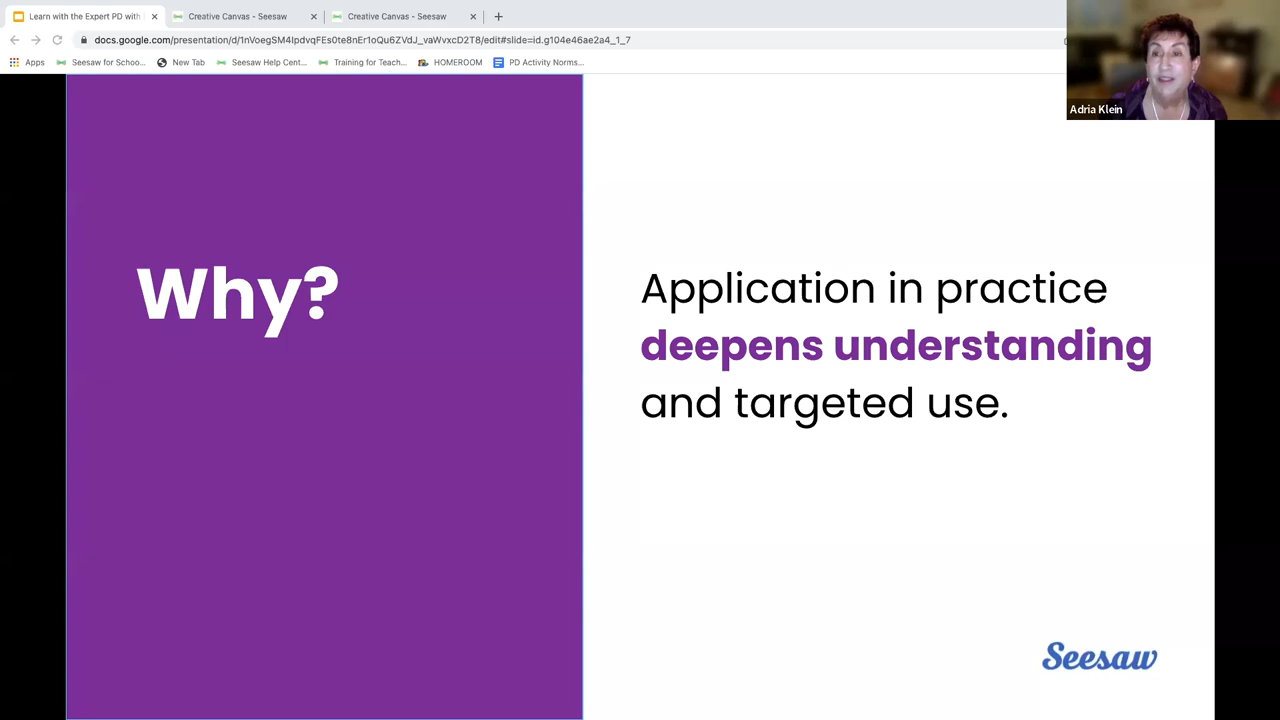 Learn with the Expert PD with
Creative Canvas - Seesaw
Creative Canvas - Seesaw
docs.google.com/presentation/d/1nVoegSM4IpdvqFEs0te8nEr1oQu6ZVdJ_vaWvxcD2T8/edit#slide=id.g104e46ae2a4_1_7
Apps
Seesaw for Schoo...
New Tab
Seesaw Help Cent...
Training for Teach...
HOMEROOM
PD Activity Norms...
Adria Klein
Why?
Application in practice
deepens understanding
and targeted use.
Seesaw